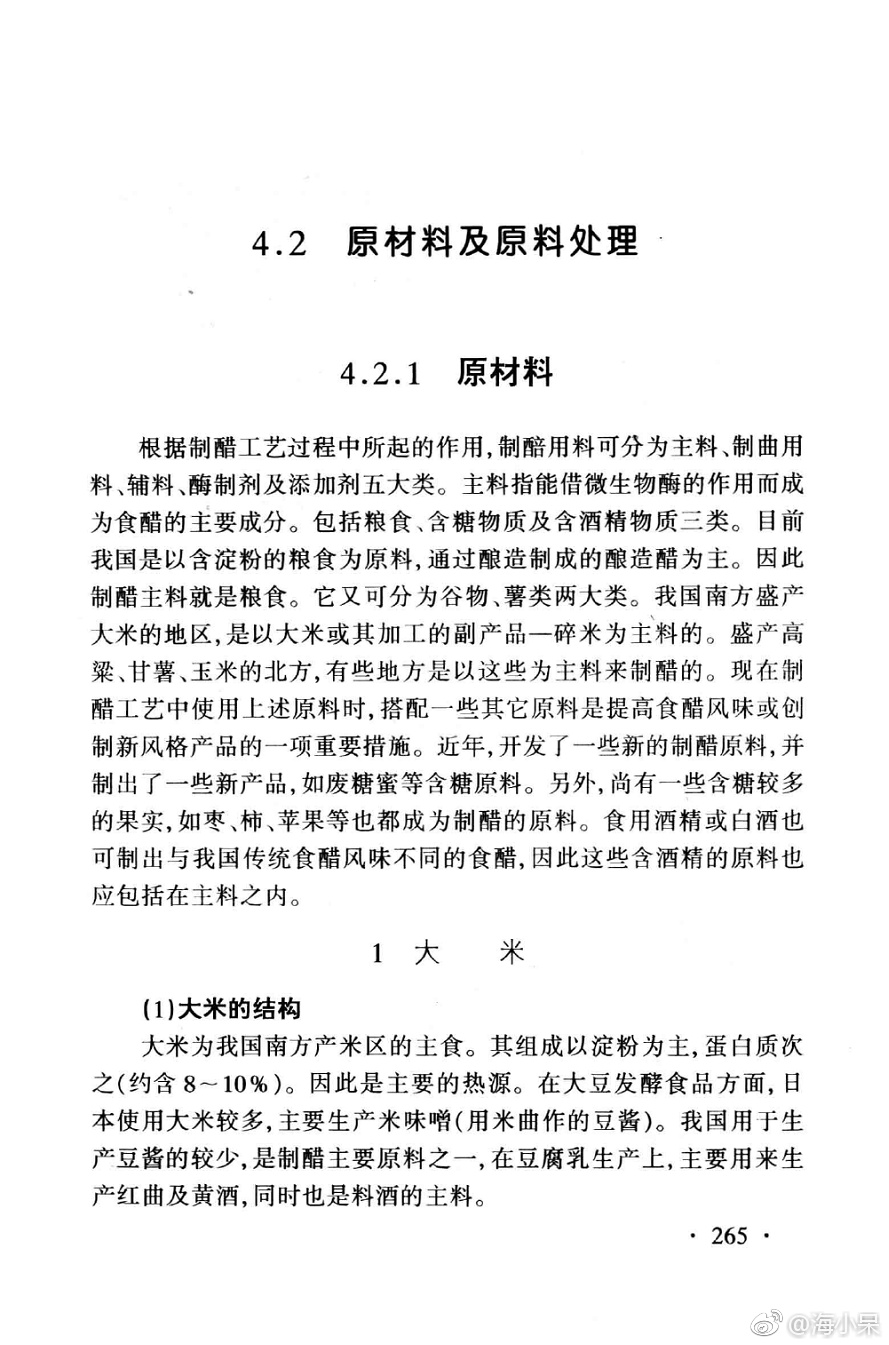 4.2 原材料及原料处理
4.2.1 原材料
根据制醋工艺过程中所起的作用,制醅用料可分为主料、制曲用
料、辅料、酶制剂及添加剂五大类。主料指能借微生物酶的作用而成
为食醋的主要成分。包括粮食、含糖物质及含酒精物质三类。目前
我国是以含淀粉的粮食为原料,通过酿造制成的酿造醋为主。因此
制醋主料就是粮食。它又可分为谷物、薯类两大类。我国南方盛产
大米的地区,是以大米或其加工的副产品—碎米为主料的。盛产高
粱、甘薯、玉米的北方,有些地方是以这些为主料来制醋的。现在制
醋工艺中使用上述原料时,搭配一些其它原料是提高食醋风味或创
制新风格产品的一项重要措施。近年,开发了一些新的制醋原料,并
制出了一些新产品,如废糖蜜等含糖原料。另外,尚有一些含糖较多
的果实,如枣、柿、苹果等也都成为制醋的原料。食用酒精或白酒也
可制出与我国传统食醋风味不同的食醋,因此这些含酒精的原料也
应包括在主料之内。
1 大 米
(1)大米的结构
大米为我国南方产米区的主食。其组成以淀粉为主,蛋白质次
之(约含8~10%)。因此是主要的热源。在大豆发酵食品方面,日
本使用大米较多,主要生产米味噌(用米曲作的豆酱)。我国用于生
产豆酱的较少,是制醋主要原料之一,在豆腐乳生产上,主要用来生
产红曲及黄酒,同时也是料酒的主料。
· 265 ·
@海小呆